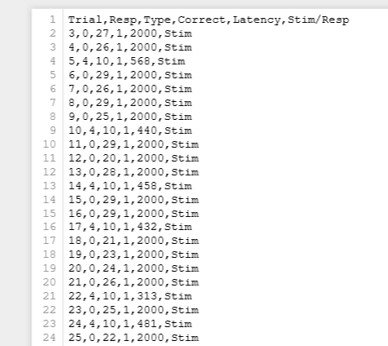 1 Trial,Resp,Type,Correct,Latency,Stim/Resp
2 3,0,27,1,2000,Stim
3 4,0,26,1,2000,Stim
4 5,4,10,1,568,Stim
5 6,0,29,1,2000,Stim
6 7,0,26,1,2000,Stim
7 8,0,29,1,2000,Stim
8 9,0,25,1,2000,Stim
9 10,4,10,1,440,Stim
10 11,0,29,1,2000,Stim
11 12,0,20,1,2000,Stim
12 13,0,28,1,2000,Stim
13 14,4,10,1,458,Stim
14 15,0,29,1,2000,Stim
15 16,0,29,1,2000,Stim
16 17,4,10,1,432,Stim
17 18,0,21,1,2000,Stim
18 19,0,23,1,2000,Stim
19 20,0,24,1,2000,Stim
20 21,0,26,1,2000,Stim
21 22,4,10,1,313,Stim
22 23,0,25,1,2000,Stim
23 24,4,10,1,481,Stim
24 25,0,22,1,2000,Stim